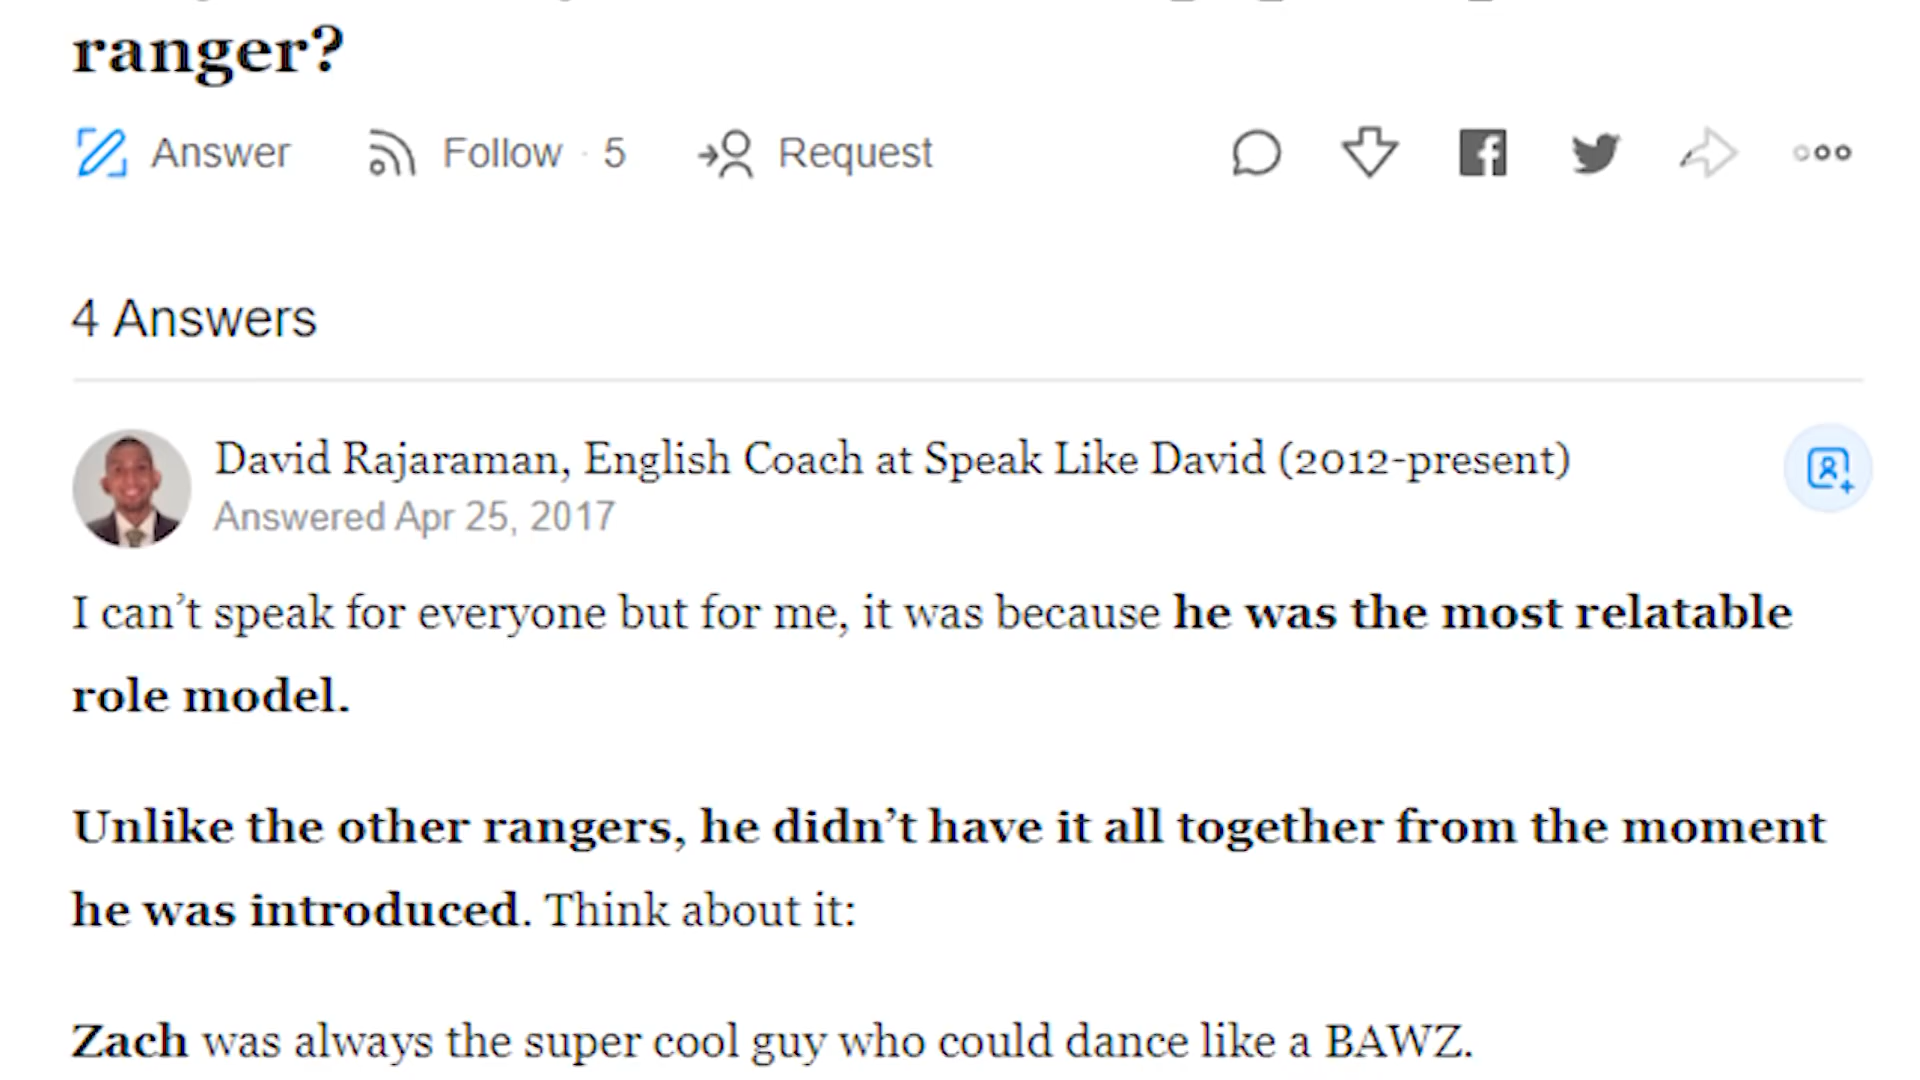 ranger?
Answer Follow · 5 Request
4 Answers
David Rajaraman, English Coach at Speak Like David (2012-present)
Answered Apr 25, 2017
I can’t speak for everyone but for me, it was because he was the most relatable
role model.
Unlike the other rangers, he didn’t have it all together from the moment
he was introduced. Think about it:
Zach was always the super cool guy who could dance like a BAWZ.